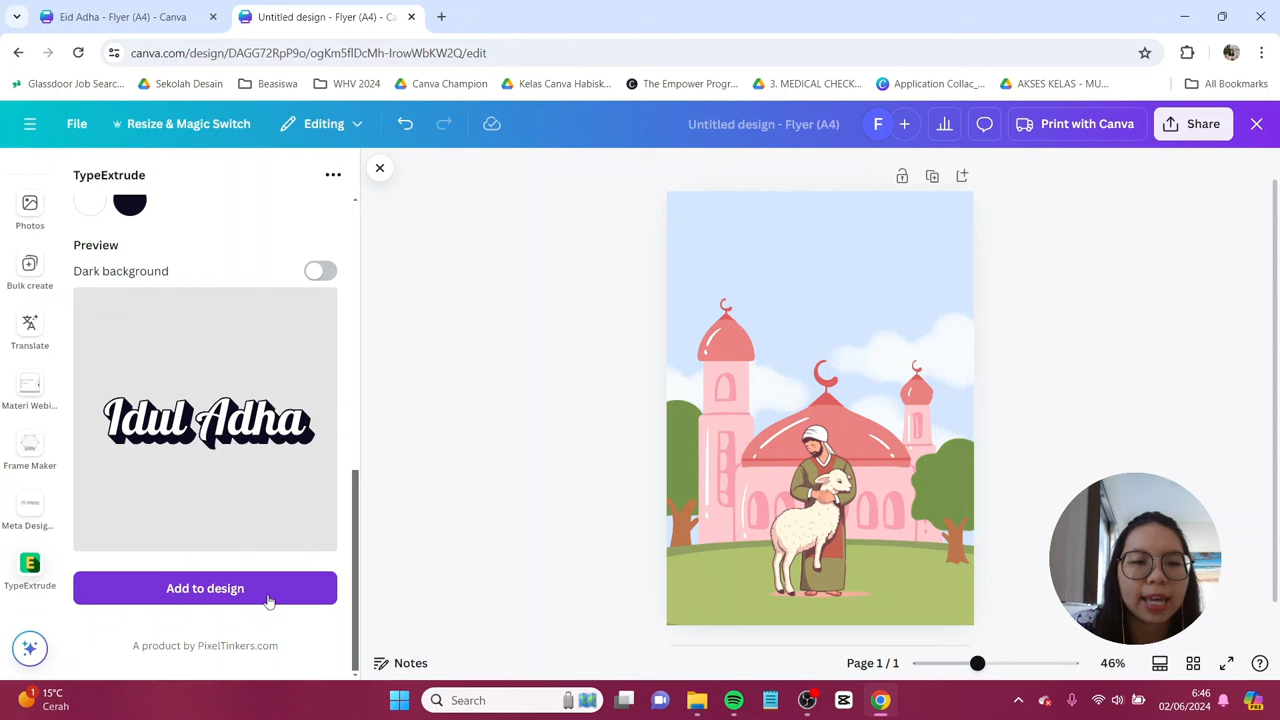 Eid Adha - Flyer (A4) - Canva
Untitled design - Flyer (A4) - Ca
canva.com/design/DAGG72RpP9o/ogKm5flDcMh-IrowWbKW2Q/edit
Glassdoor Job Searc...
Sekolah Desain
Beasiswa
WHV 2024
Canva Champion
Kelas Canva Habisk...
The Empower Progr...
3. MEDICAL CHECK...
Application Collac_...
AKSES KELAS - MU...
All Bookmarks
File
Resize & Magic Switch
Editing
Untitled design - Flyer (A4)
F
Print with Canva
Share
TypeExtrude
Photos
Bulk create
Translate
Materi Webi...
Frame Maker
Meta Desig...
TypeExtrude
Preview
Dark background
Idul Adha
Add to design
A product by PixelTinkers.com
Notes
Page 1 / 1
46%
1
15°C
Cerah
Search
6:46
02/06/2024